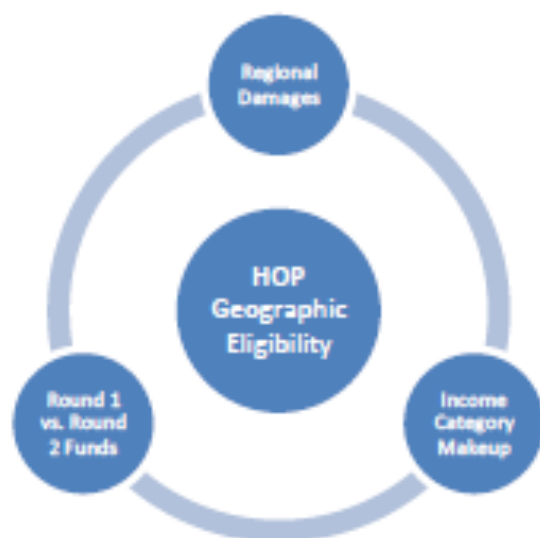 Regional
Damages
HOP
Geographic
Eligibility
Round 1
vs. Round
2 Funds
Income
Category
Makeup